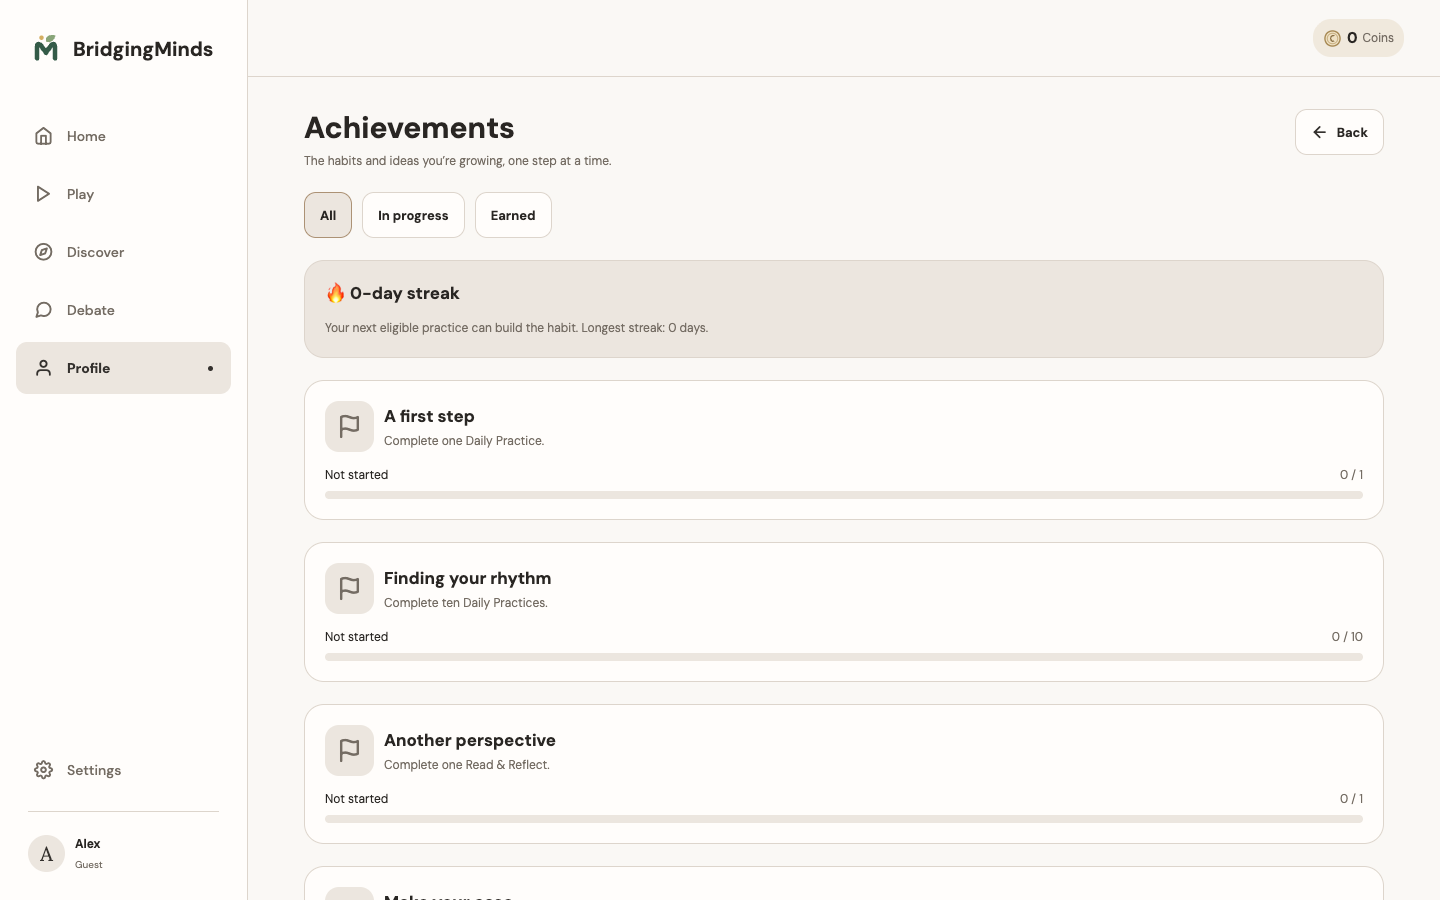 BridgingMinds
0 Coins
Home
Play
Discover
Debate
Profile
Settings
A
Alex
Guest
Achievements
The habits and ideas you're growing, one step at a time.
Back
All
In progress
Earned
🔥 0-day streak
Your next eligible practice can build the habit. Longest streak: 0 days.
A first step
Complete one Daily Practice.
Not started
0 / 1
Finding your rhythm
Complete ten Daily Practices.
Not started
0 / 10
Another perspective
Complete one Read & Reflect.
Not started
0 / 1